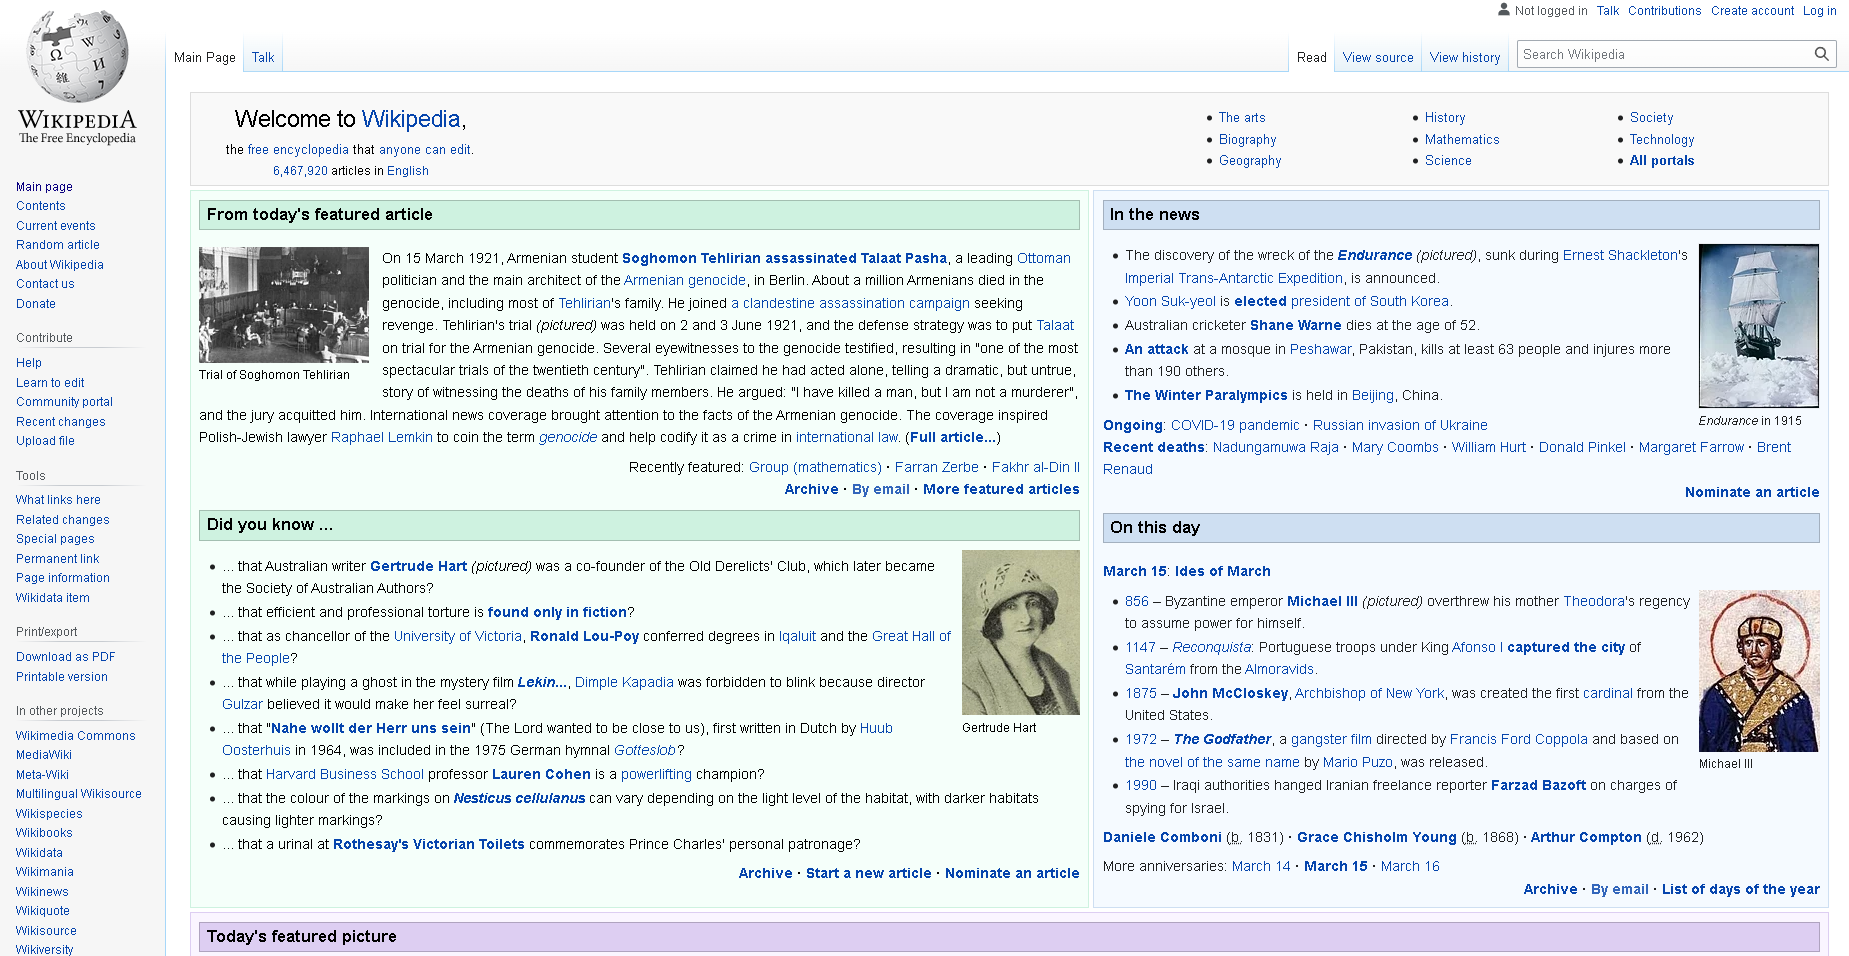 Not logged in Talk Contributions Create account Log in
Main Page Talk Read View source View history Search Wikipedia
WIKIPEDIA
The Free Encyclopedia
Main page
Contents
Current events
Random article
About Wikipedia
Contact us
Donate
Contribute
Help
Learn to edit
Community portal
Recent changes
Upload file
Tools
What links here
Related changes
Special pages
Permanent link
Page information
Wikidata item
Print/export
Download as PDF
Printable version
In other projects
Wikimedia Commons
MediaWiki
Meta-Wiki
Multilingual Wikisource
Wikispecies
Wikibooks
Wikidata
Wikimania
Wikinews
Wikiquote
Wikisource
Wikiversity
Welcome to Wikipedia,
the free encyclopedia that anyone can edit.
6,467,920 articles in English
The arts
Biography
Geography
History
Mathematics
Science
Society
Technology
All portals
From today's featured article
Trial of Soghomon Tehlirian
On 15 March 1921, Armenian student Soghomon Tehlirian assassinated Talaat Pasha, a leading Ottoman
politician and the main architect of the Armenian genocide, in Berlin. About a million Armenians died in the
genocide, including most of Tehlirian's family. He joined a clandestine assassination campaign seeking
revenge. Tehlirian's trial (pictured) was held on 2 and 3 June 1921, and the defense strategy was to put Talaat
on trial for the Armenian genocide. Several eyewitnesses to the genocide testified, resulting in "one of the most
spectacular trials of the twentieth century". Tehlirian claimed he had acted alone, telling a dramatic, but untrue,
story of witnessing the deaths of his family members. He argued: "I have killed a man, but I am not a murderer",
and the jury acquitted him. International news coverage brought attention to the facts of the Armenian genocide. The coverage inspired
Polish-Jewish lawyer Raphael Lemkin to coin the term genocide and help codify it as a crime in international law. (Full article...)
Recently featured: Group (mathematics) · Farran Zerbe · Fakhr al-Din II
Archive · By email · More featured articles
Did you know ...
... that Australian writer Gertrude Hart (pictured) was a co-founder of the Old Derelicts' Club, which later became
the Society of Australian Authors?
... that efficient and professional torture is found only in fiction?
... that as chancellor of the University of Victoria, Ronald Lou-Poy conferred degrees in Iqaluit and the Great Hall of
the People?
... that while playing a ghost in the mystery film Lekin..., Dimple Kapadia was forbidden to blink because director
Gulzar believed it would make her feel surreal?
... that "Nahe wollt der Herr uns sein" (The Lord wanted to be close to us), first written in Dutch by Huub
Oosterhuis in 1964, was included in the 1975 German hymnal Gotteslob?
... that Harvard Business School professor Lauren Cohen is a powerlifting champion?
... that the colour of the markings on Nesticus cellulanus can vary depending on the light level of the habitat, with darker habitats
causing lighter markings?
... that a urinal at Rothesay's Victorian Toilets commemorates Prince Charles' personal patronage?
Gertrude Hart
Archive · Start a new article · Nominate an article
In the news
The discovery of the wreck of the Endurance (pictured), sunk during Ernest Shackleton's
Imperial Trans-Antarctic Expedition, is announced.
Yoon Suk-yeol is elected president of South Korea.
Australian cricketer Shane Warne dies at the age of 52.
An attack at a mosque in Peshawar, Pakistan, kills at least 63 people and injures more
than 190 others.
The Winter Paralympics is held in Beijing, China.
Endurance in 1915
Ongoing: COVID-19 pandemic · Russian invasion of Ukraine
Recent deaths: Nadungamuwa Raja · Mary Coombs · William Hurt · Donald Pinkel · Margaret Farrow · Brent
Renaud
Nominate an article
On this day
March 15: Ides of March
856 – Byzantine emperor Michael III (pictured) overthrew his mother Theodora's regency
to assume power for himself.
1147 – Reconquista: Portuguese troops under King Afonso I captured the city of
Santarém from the Almoravids.
1875 – John McCloskey, Archbishop of New York, was created the first cardinal from the
United States.
1972 – The Godfather, a gangster film directed by Francis Ford Coppola and based on
the novel of the same name by Mario Puzo, was released.
1990 – Iraqi authorities hanged Iranian freelance reporter Farzad Bazoft on charges of
spying for Israel.
Michael III
Daniele Comboni (b. 1831) · Grace Chisholm Young (b. 1868) · Arthur Compton (d. 1962)
More anniversaries: March 14 · March 15 · March 16
Archive · By email · List of days of the year
Today's featured picture